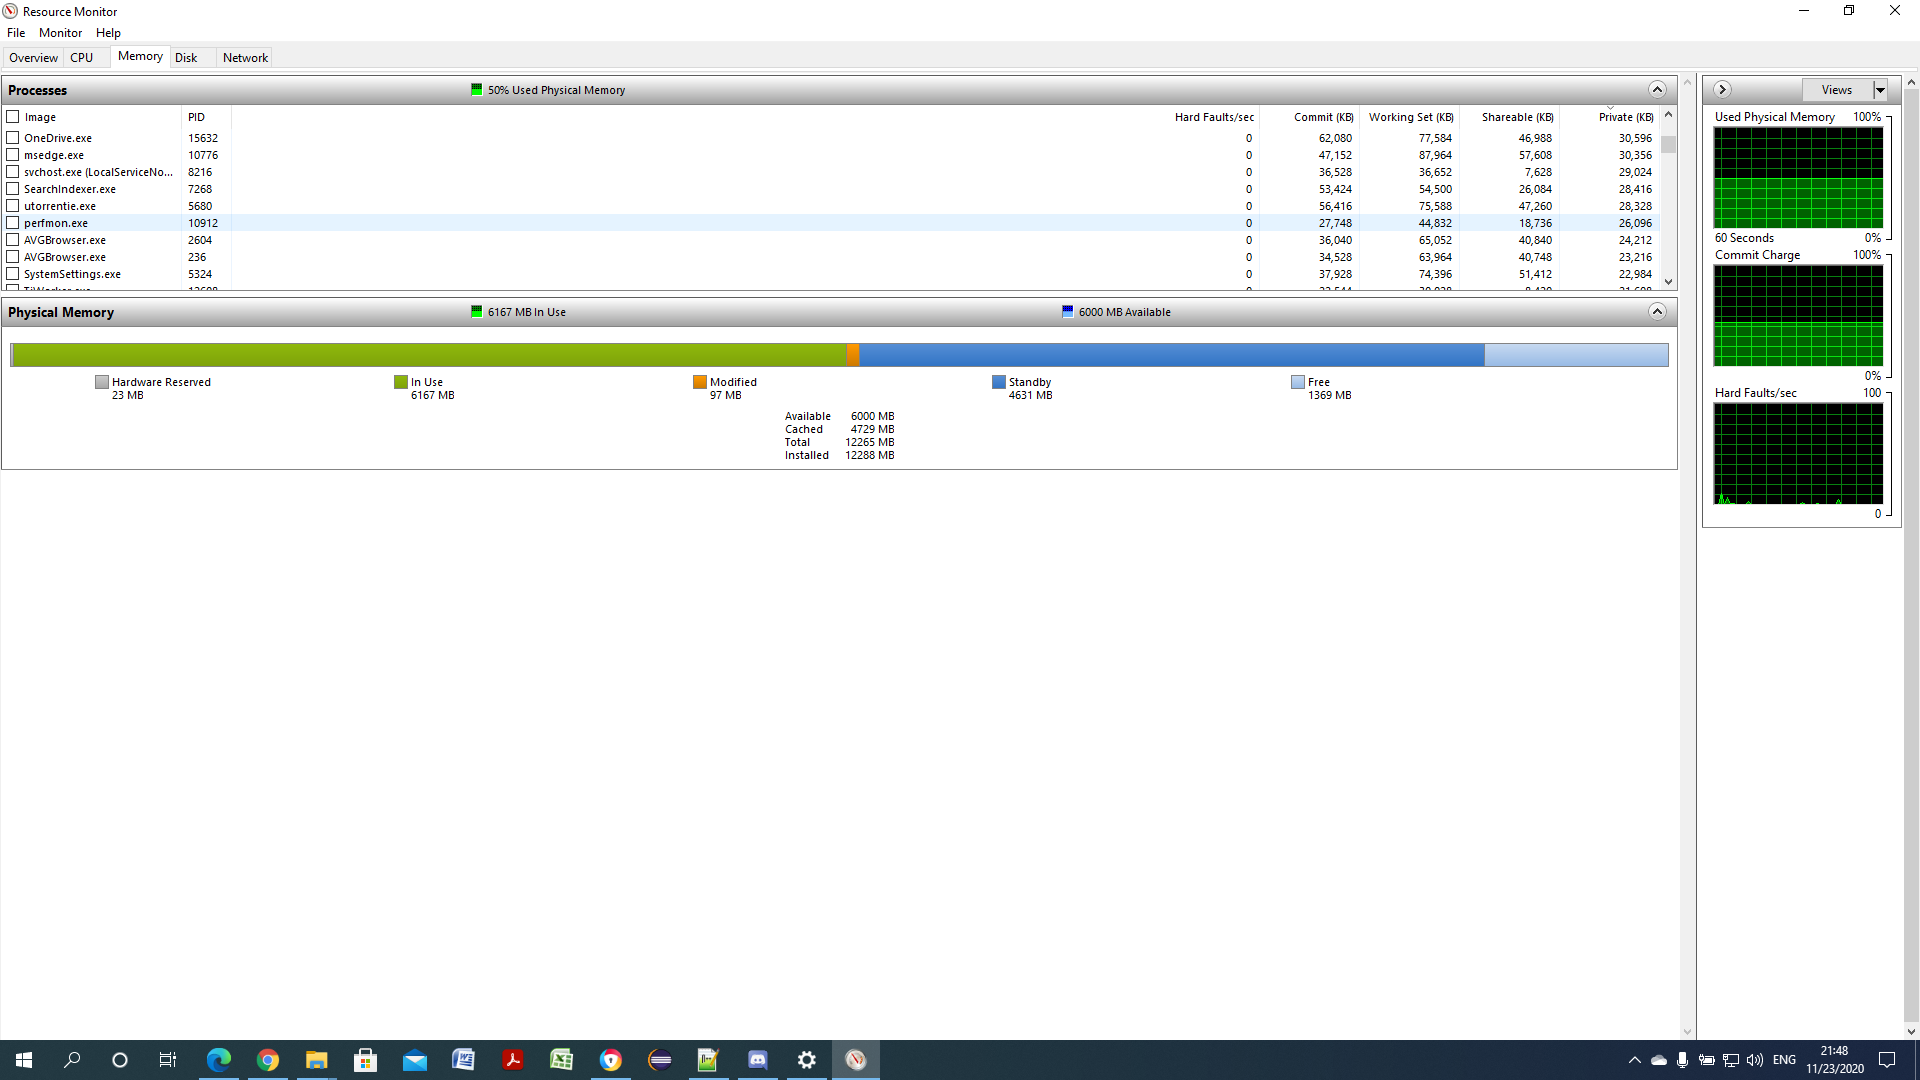 Resource Monitor
File Monitor Help
Overview CPU Memory Disk Network
Processes 50% Used Physical Memory
Image PID Hard Faults/sec Commit (KB) Working Set (KB) Shareable (KB) Private (KB)
OneDrive.exe 15632 0 62,080 77,584 46,988 30,596
msedge.exe 10776 0 47,152 87,964 57,608 30,356
svchost.exe (LocalServiceNo... 8216 0 36,528 36,652 7,628 29,024
SearchIndexer.exe 7268 0 53,424 54,500 26,084 28,416
utorrentie.exe 5680 0 56,416 75,588 47,260 28,328
perfmon.exe 10912 0 27,748 44,832 18,736 26,096
AVGBrowser.exe 2604 0 36,040 65,052 40,840 24,212
AVGBrowser.exe 236 0 34,528 63,964 40,748 23,216
SystemSettings.exe 5324 0 37,928 74,396 51,412 22,984
Physical Memory 6167 MB In Use 6000 MB Available
Hardware Reserved
23 MB
In Use
6167 MB
Modified
97 MB
Standby
4631 MB
Free
1369 MB
Available 6000 MB
Cached 4729 MB
Total 12265 MB
Installed 12288 MB
Views
Used Physical Memory 100%
60 Seconds 0%
Commit Charge 100%
0%
Hard Faults/sec 100
0
ENG
21:48
11/23/2020